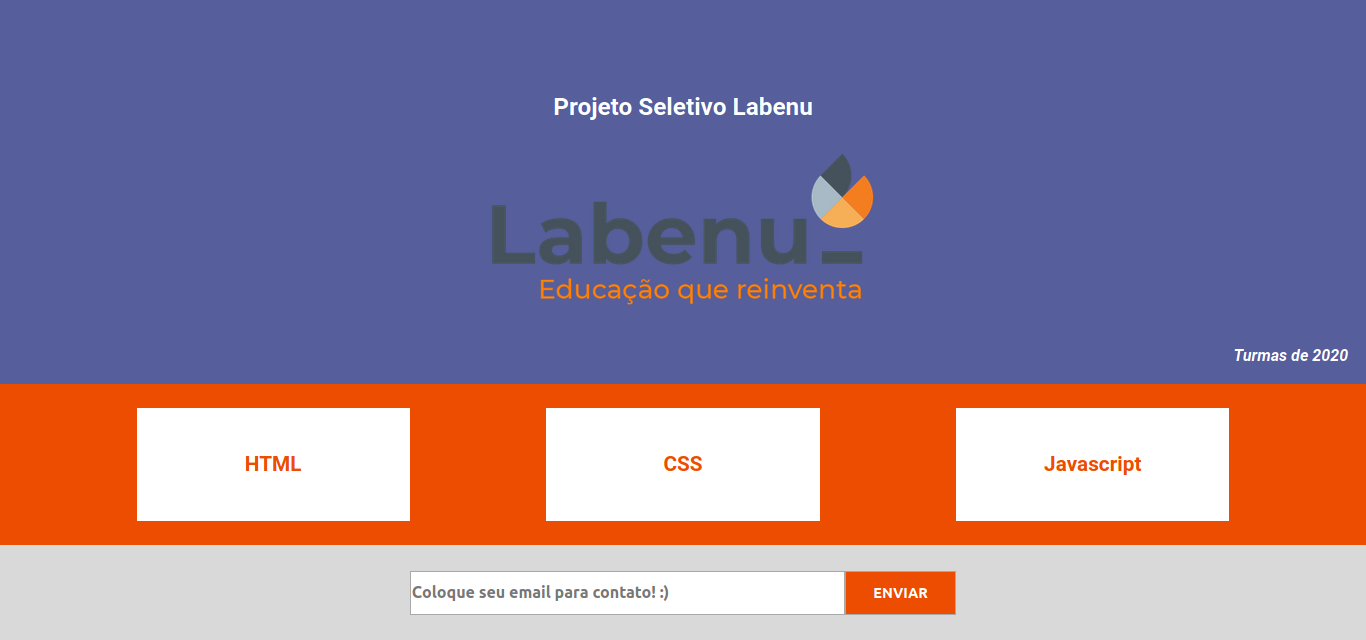 Projeto Seletivo Labenu
Labenu_
Educação que reinventa
Turmas de 2020
HTML
CSS
Javascript
Coloque seu email para contato! :)
ENVIAR